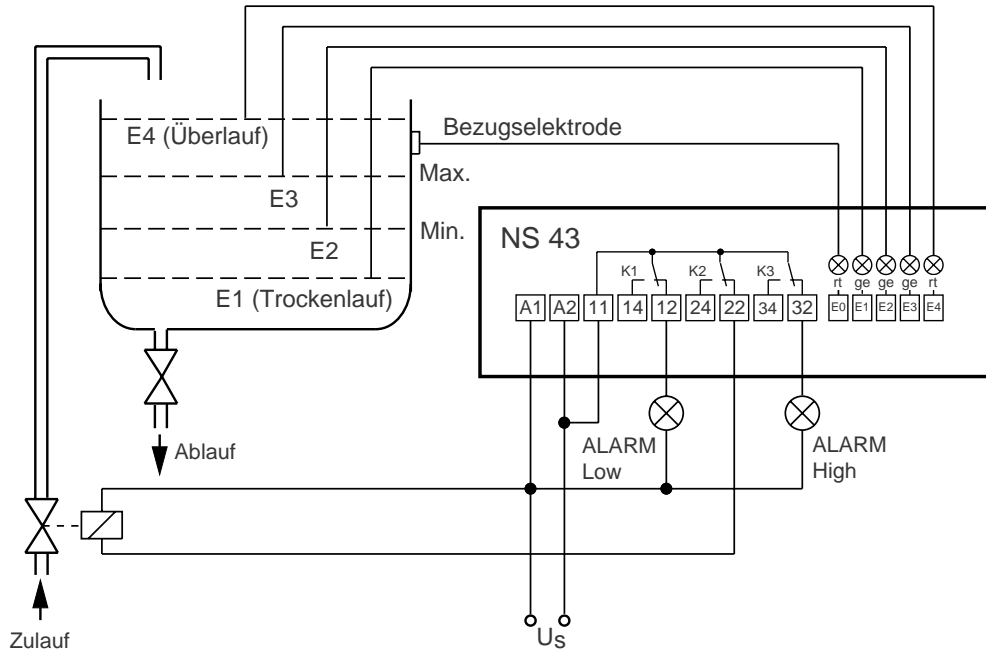 E4 (Überlauf)
Bezugselektrode
Max.
E3
Min.
E2
E1 (Trockenlauf)
NS 43
K1
K2
K3
rt
ge
ge
ge
rt
A1
A2
11
14
12
24
22
34
32
E0
E1
E2
E3
E4
Ablauf
ALARM
Low
ALARM
High
Zulauf
Us